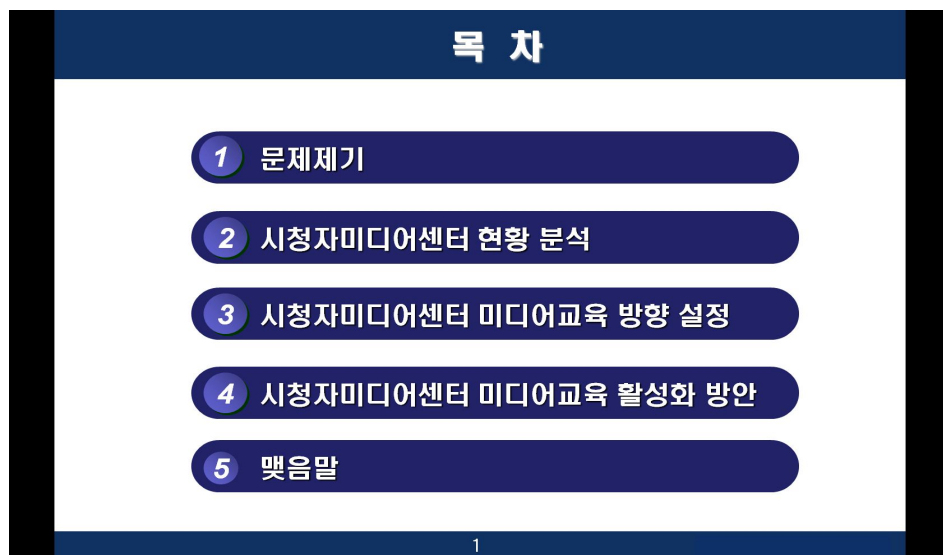 목 차
1 문제제기
2 시청자미디어센터 현황 분석
3 시청자미디어센터 미디어교육 방향 설정
4 시청자미디어센터 미디어교육 활성화 방안
5 맺음말
1